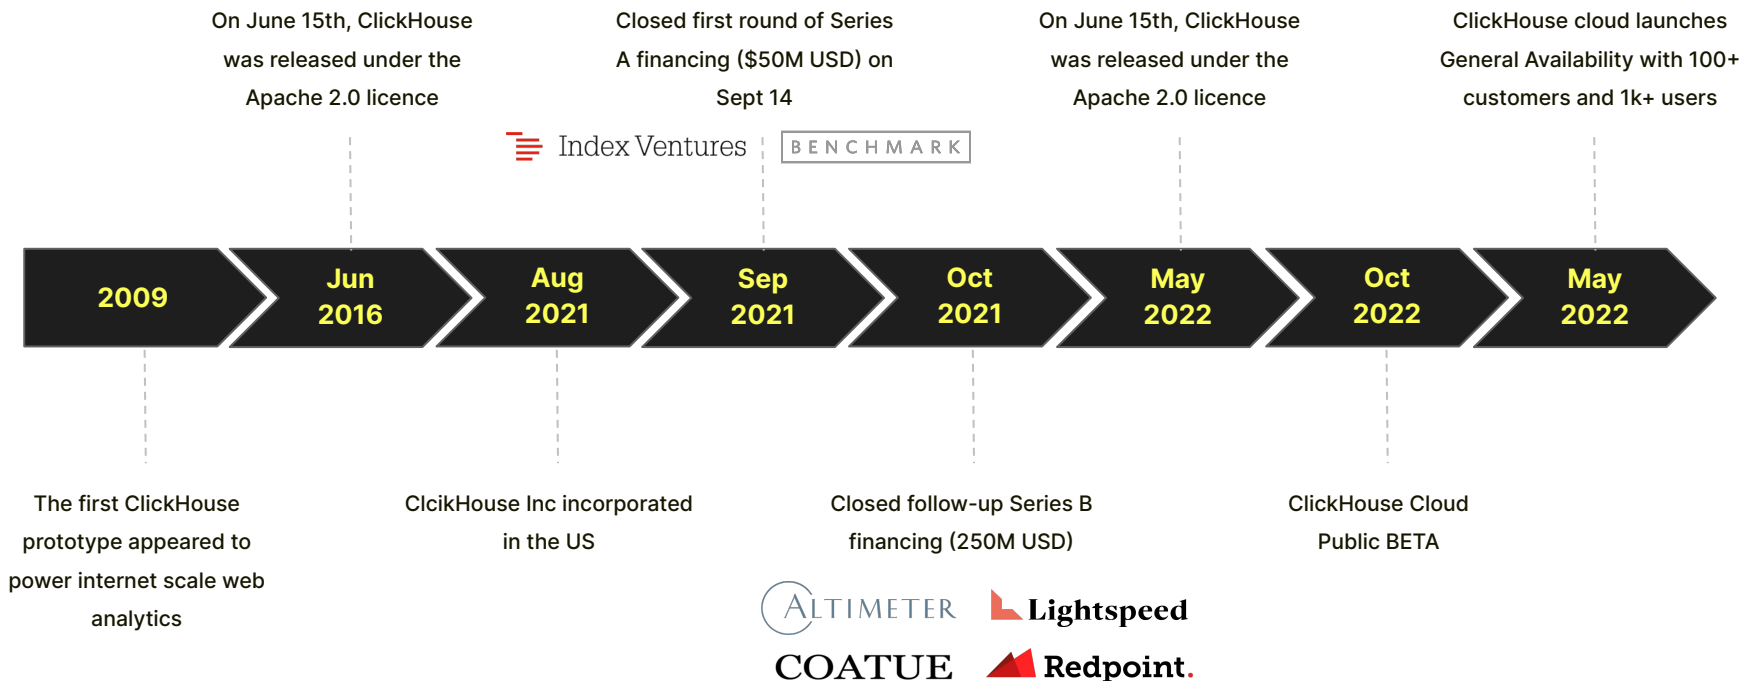 On June 15th, ClickHouse
was released under the
Apache 2.0 licence
Closed first round of Series
A financing ($50M USD) on
Sept 14
Index Ventures
BENCHMARK
On June 15th, ClickHouse
was released under the
Apache 2.0 licence
ClickHouse cloud launches
General Availability with 100+
customers and 1k+ users
2009
Jun
2016
Aug
2021
Sep
2021
Oct
2021
May
2022
Oct
2022
May
2022
The first ClickHouse
prototype appeared to
power internet scale web
analytics
ClcikHouse Inc incorporated
in the US
Closed follow-up Series B
financing (250M USD)
ALTIMETER
Lightspeed
COATUE
Redpoint.
ClickHouse Cloud
Public BETA